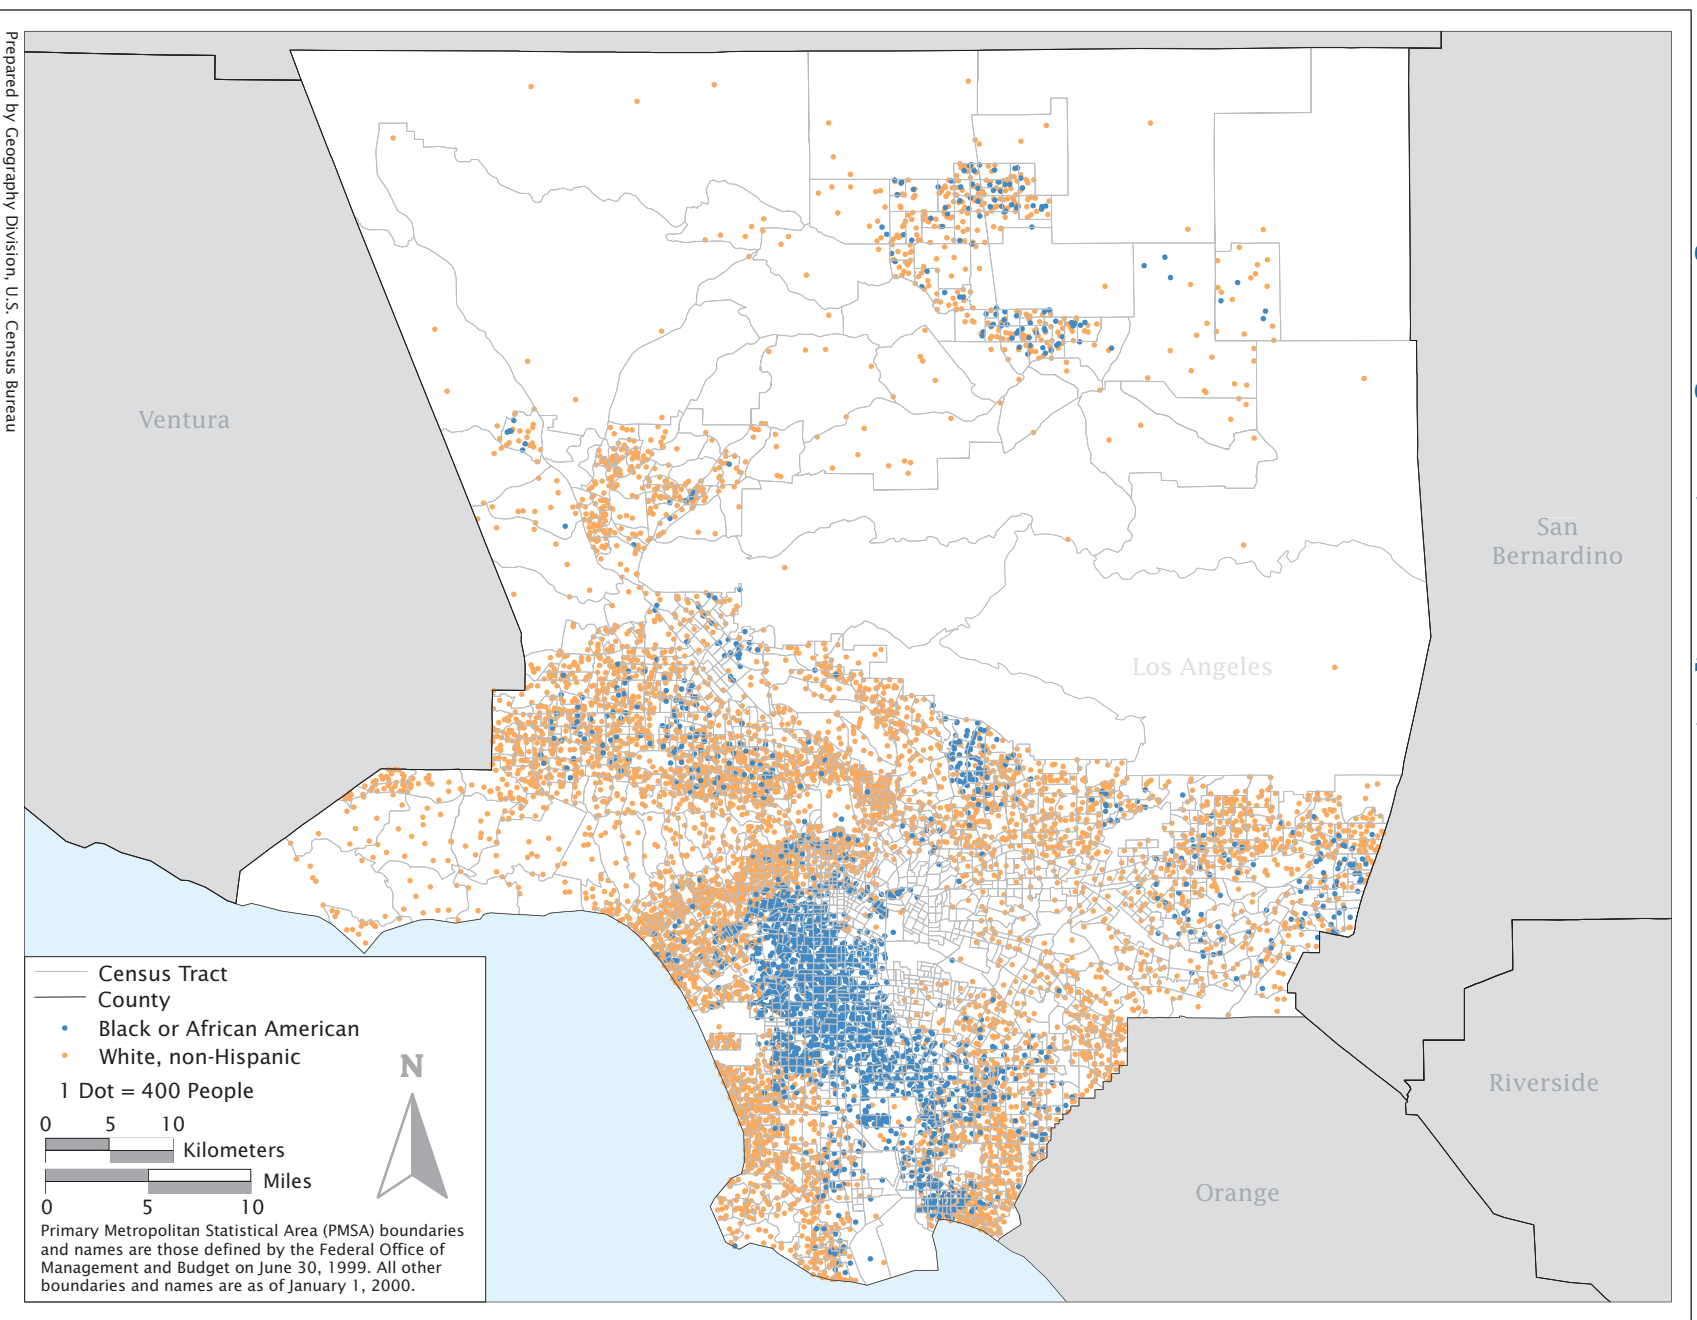 Prepared by Geography Division, U.S. Census Bureau
Ventura
San
Bernardino
Los Angeles
Riverside
Orange
Census Tract
County
Black or African American
White, non-Hispanic
1 Dot = 400 People
N
0 5 10
Kilometers
Miles
0 5 10
Primary Metropolitan Statistical Area (PMSA) boundaries
and names are those defined by the Federal Office of
Management and Budget on June 30, 1999. All other
boundaries and names are as of January 1, 2000.